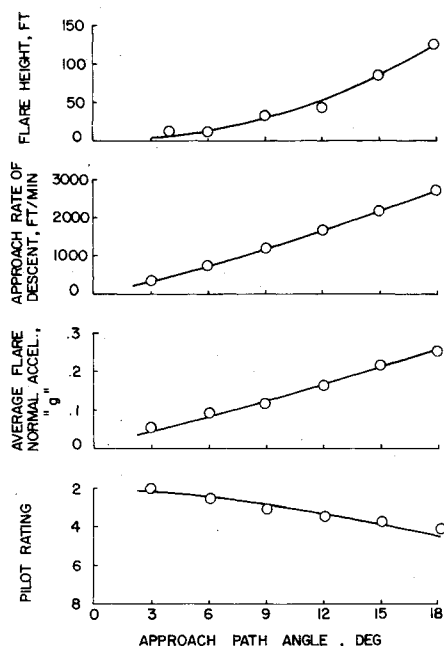 FLARE HEIGHT, FT
150
100
50
0
APPROACH RATE OF
DESCENT, FT/MIN
3000
2000
1000
0
AVERAGE FLARE
NORMAL ACCEL.,
"g"
.3
.2
.1
0
PILOT RATING
2
4
6
8
0 3 6 9 12 15 18
APPROACH PATH ANGLE, DEG